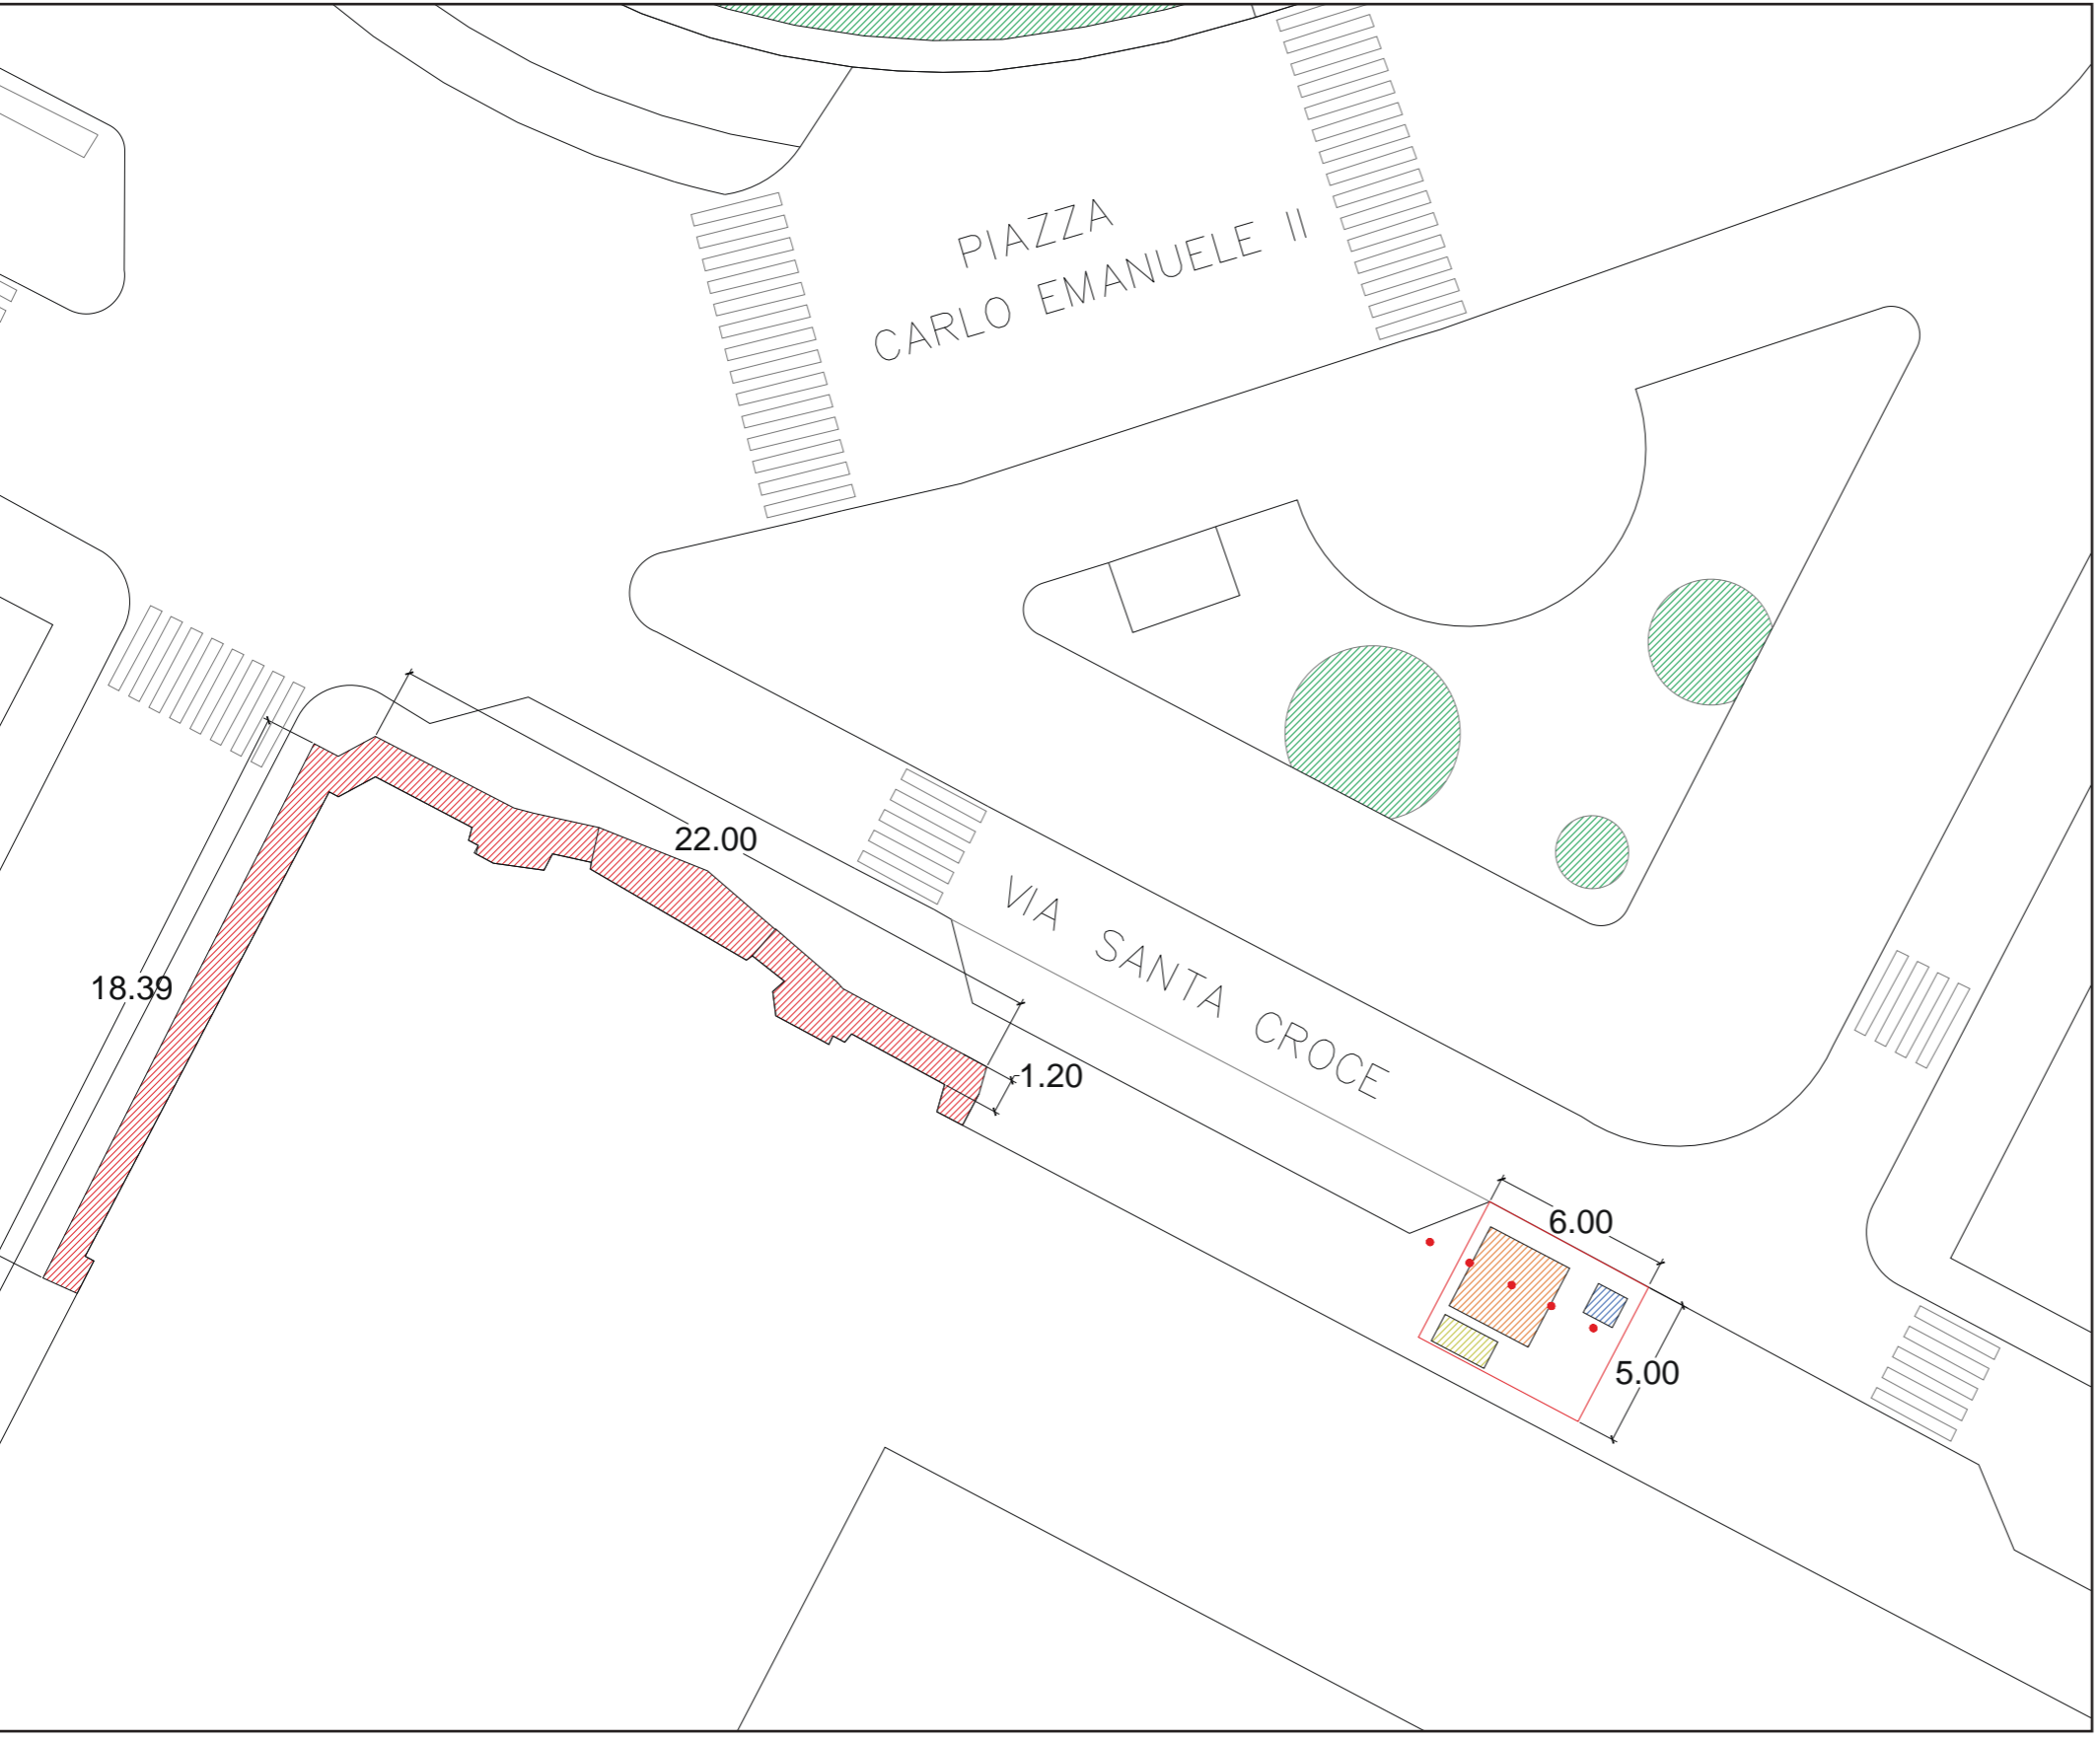 PIAZZA
CARLO EMANUELE II
22.00
VIA SANTA CROCE
18.39
1.20
6.00
5.00